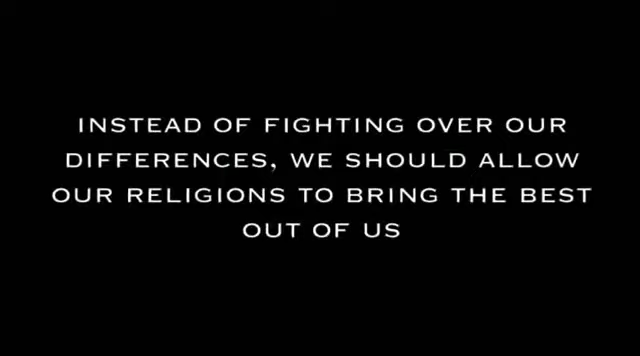 INSTEAD OF FIGHTING OVER OUR
DIFFERENCES, WE SHOULD ALLOW
OUR RELIGIONS TO BRING THE BEST
OUT OF US